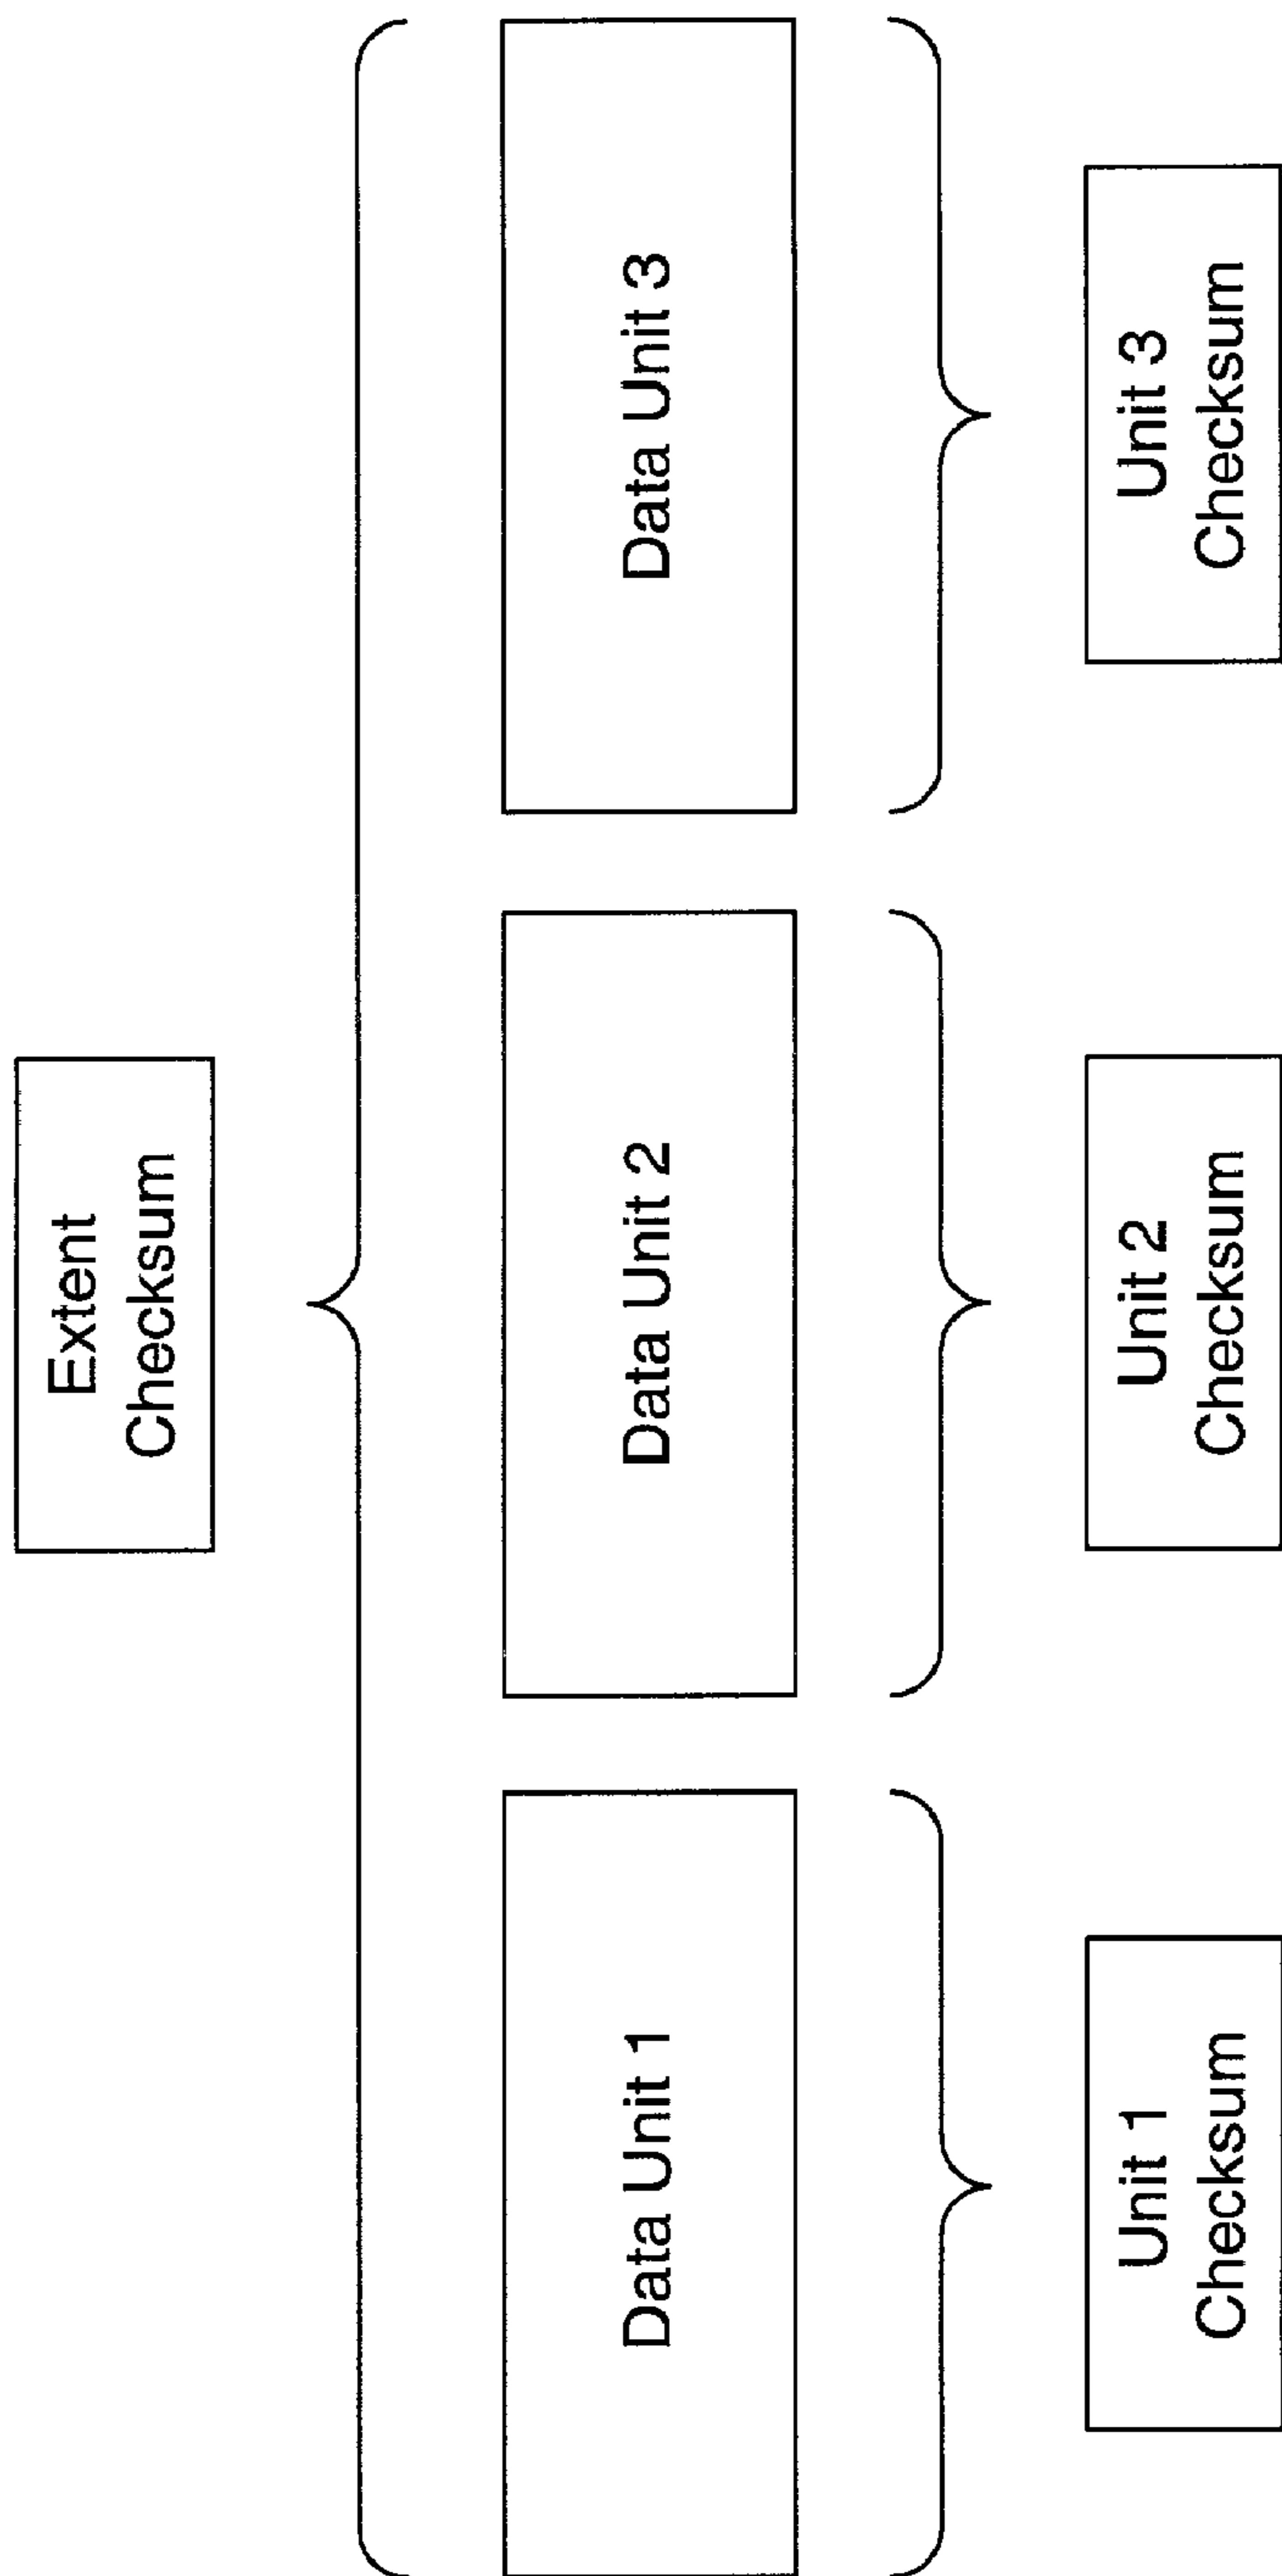 Extent
Checksum
Data Unit 1
Data Unit 2
Data Unit 3
Unit 1
Checksum
Unit 2
Checksum
Unit 3
Checksum